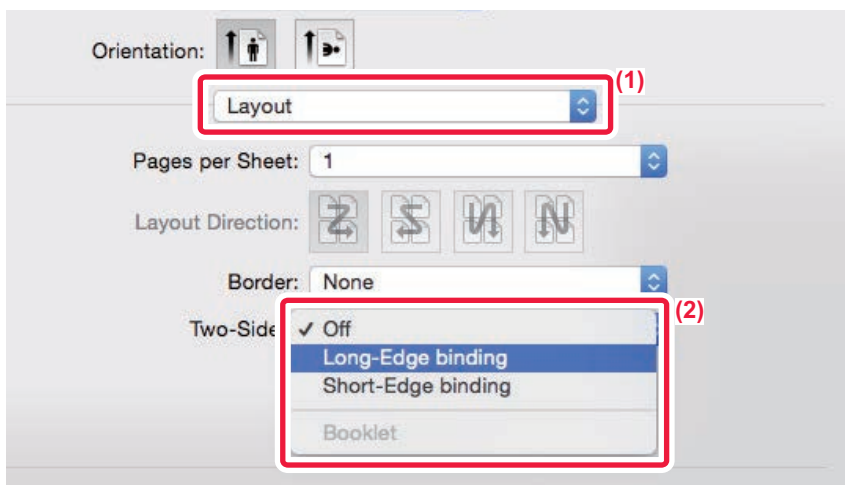 Orientation:
(1)
Layout
Pages per Sheet: 1
Layout Direction:
Border: None
(2)
Two-Side ✓ Off
Long-Edge binding
Short-Edge binding
Booklet